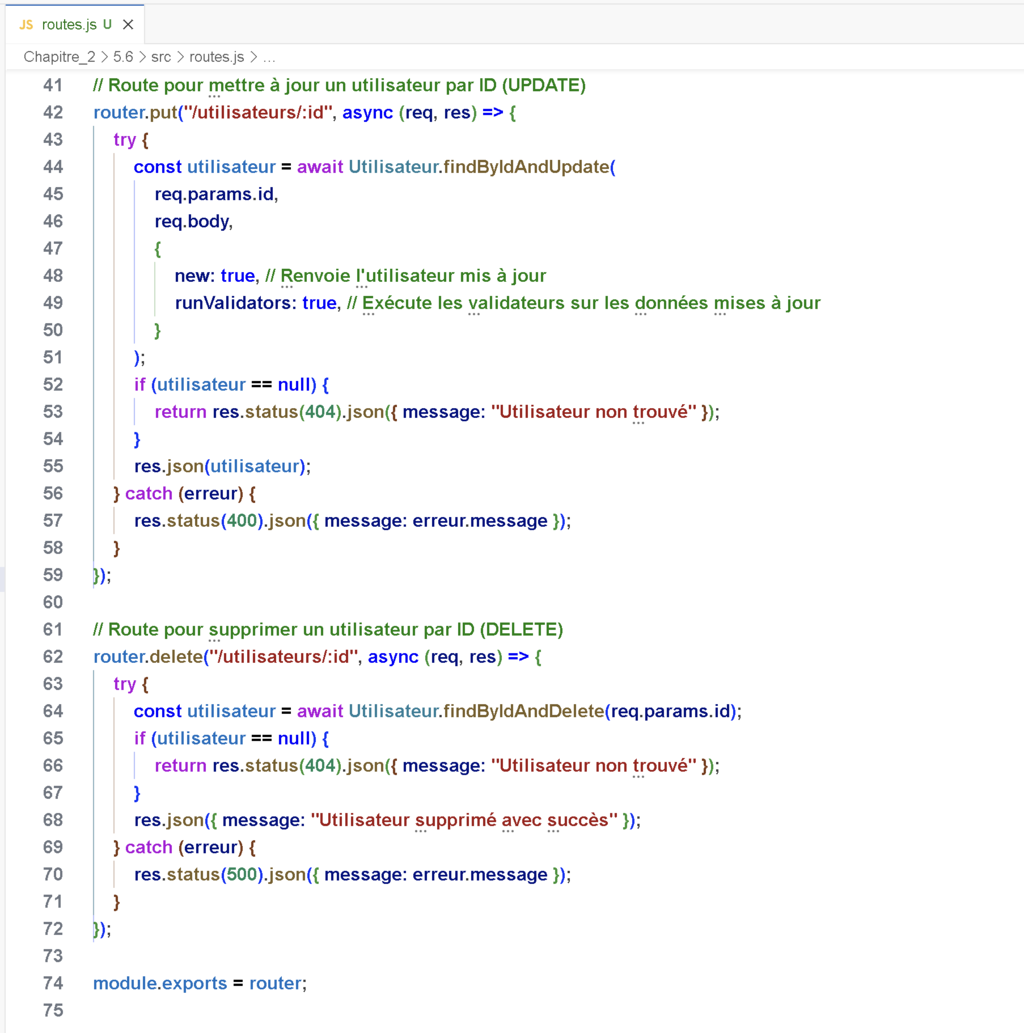 JS routes.js U ×
Chapitre_2 > 5.6 > src > routes.js > ...
41 // Route pour mettre à jour un utilisateur par ID (UPDATE)
42 router.put("/utilisateurs/:id", async (req, res) => {
43 try {
44 const utilisateur = await Utilisateur.findByIdAndUpdate(
45 req.params.id,
46 req.body,
47 {
48 new: true, // Renvoie l'utilisateur mis à jour
49 runValidators: true, // Exécute les validateurs sur les données mises à jour
50 }
51 );
52 if (utilisateur == null) {
53 return res.status(404).json({ message: "Utilisateur non trouvé" });
54 }
55 res.json(utilisateur);
56 } catch (erreur) {
57 res.status(400).json({ message: erreur.message });
58 }
59 });
60
61 // Route pour supprimer un utilisateur par ID (DELETE)
62 router.delete("/utilisateurs/:id", async (req, res) => {
63 try {
64 const utilisateur = await Utilisateur.findByIdAndDelete(req.params.id);
65 if (utilisateur == null) {
66 return res.status(404).json({ message: "Utilisateur non trouvé" });
67 }
68 res.json({ message: "Utilisateur supprimé avec succès" });
69 } catch (erreur) {
70 res.status(500).json({ message: erreur.message });
71 }
72 });
73
74 module.exports = router;
75